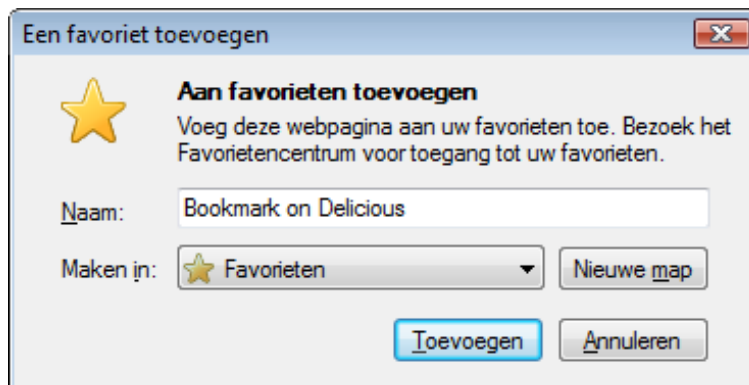 Een favoriet toevoegen
Aan favorieten toevoegen
Voeg deze webpagina aan uw favorieten toe. Bezoek het
Favorietencentrum voor toegang tot uw favorieten.
Naam: Bookmark on Delicious
Maken in: Favorieten Nieuwe map
Toevoegen Annuleren